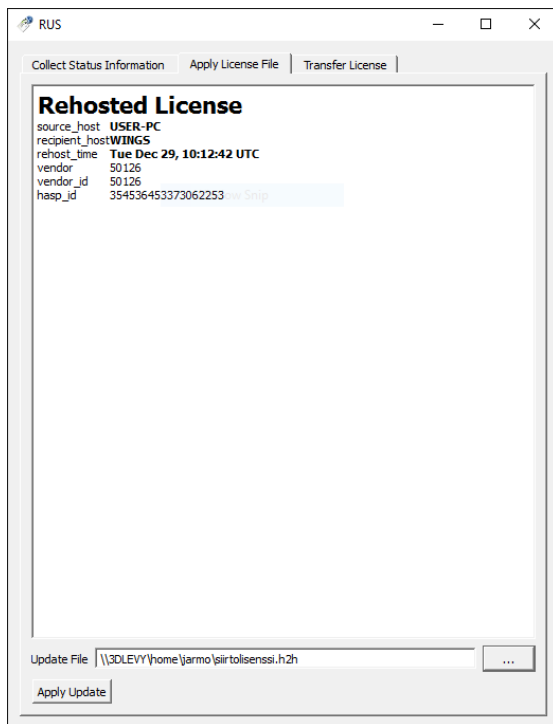 RUS
Collect Status Information Apply License File Transfer License
Rehosted License
source_host USER-PC
recipient_host WINGS
rehost_time Tue Dec 29, 10:12:42 UTC
vendor 50126
vendor_id 50126
hasp_id 354536453373062253
Snip
Update File \\3DLEVY\home\jarmo\siirtolisenssi.h2h ...
Apply Update